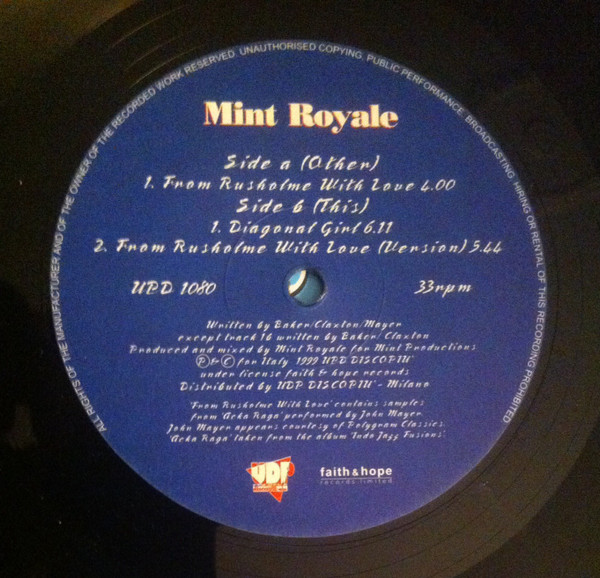 ALL RIGHTS OF THE MANUFACTURER AND OF THE OWNER OF THE RECORDED WORK RESERVED. UNAUTHORISED COPYING, PUBLIC PERFORMANCE, BROADCASTING, HIRING OR RENTAL OF THIS RECORDING PROHIBITED
Mint Royale
Side a (Other)
1. From Rusholme With Love 4.00
Side b (This)
1. Diagonal Girl 6.11
2. From Rusholme With Love (Version) 5.44
UPD 1080
33rpm
Written by Baker/Claxton/Mayer
except track 1b written by Baker/ Claxton
Produced and mixed by Mint Royale for Mint Productions
Ⓟ&Ⓒ for Italy 1999 UPD DISCOPIU'
under license faith & hope records
Distributed by UDP DISCOPIU' - Milano
'From Rusholme With Love' contains samples
from 'Acka Raga' performed by John Mayer.
John Mayer appears courtesy of Polygram Classics.
'Acka Raga' taken from the album 'Indo Jazz Fusions'.
faith & hope
records limited